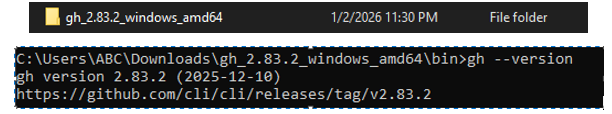 gh_2.83.2_windows_amd64 1/2/2026 11:30 PM File folder
C:\Users\ABC\Downloads\gh_2.83.2_windows_amd64\bin>gh --version
gh version 2.83.2 (2025-12-10)
https://github.com/cli/cli/releases/tag/v2.83.2